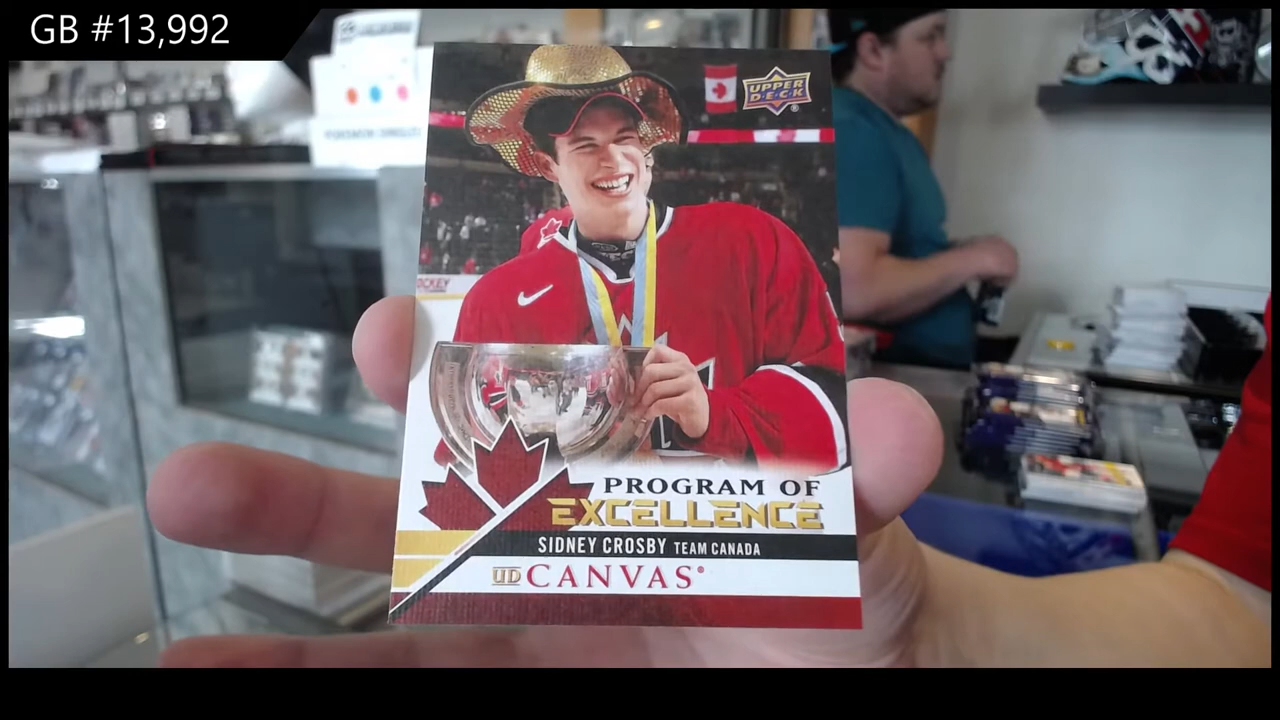 GB #13,992
UPPER
DECK
PROGRAM OF
EXCELLENCE
SIDNEY CROSBY TEAM CANADA
UD CANVAS